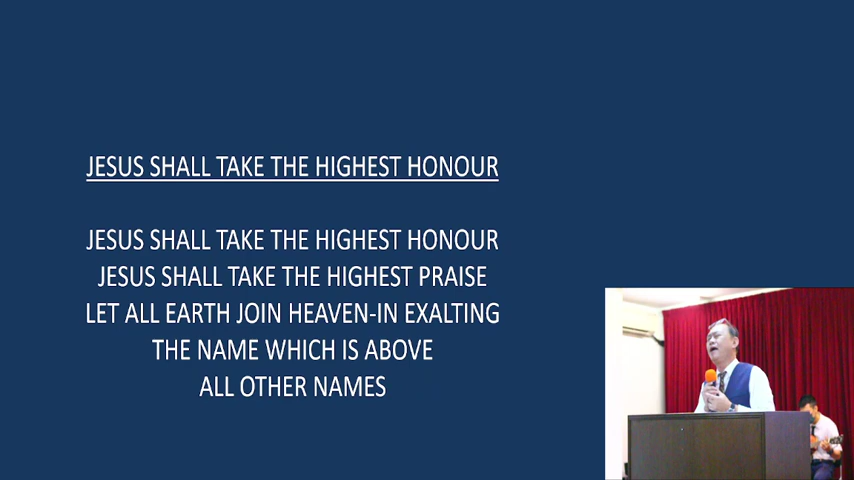 JESUS SHALL TAKE THE HIGHEST HONOUR
JESUS SHALL TAKE THE HIGHEST HONOUR
JESUS SHALL TAKE THE HIGHEST PRAISE
LET ALL EARTH JOIN HEAVEN-IN EXALTING
THE NAME WHICH IS ABOVE
ALL OTHER NAMES